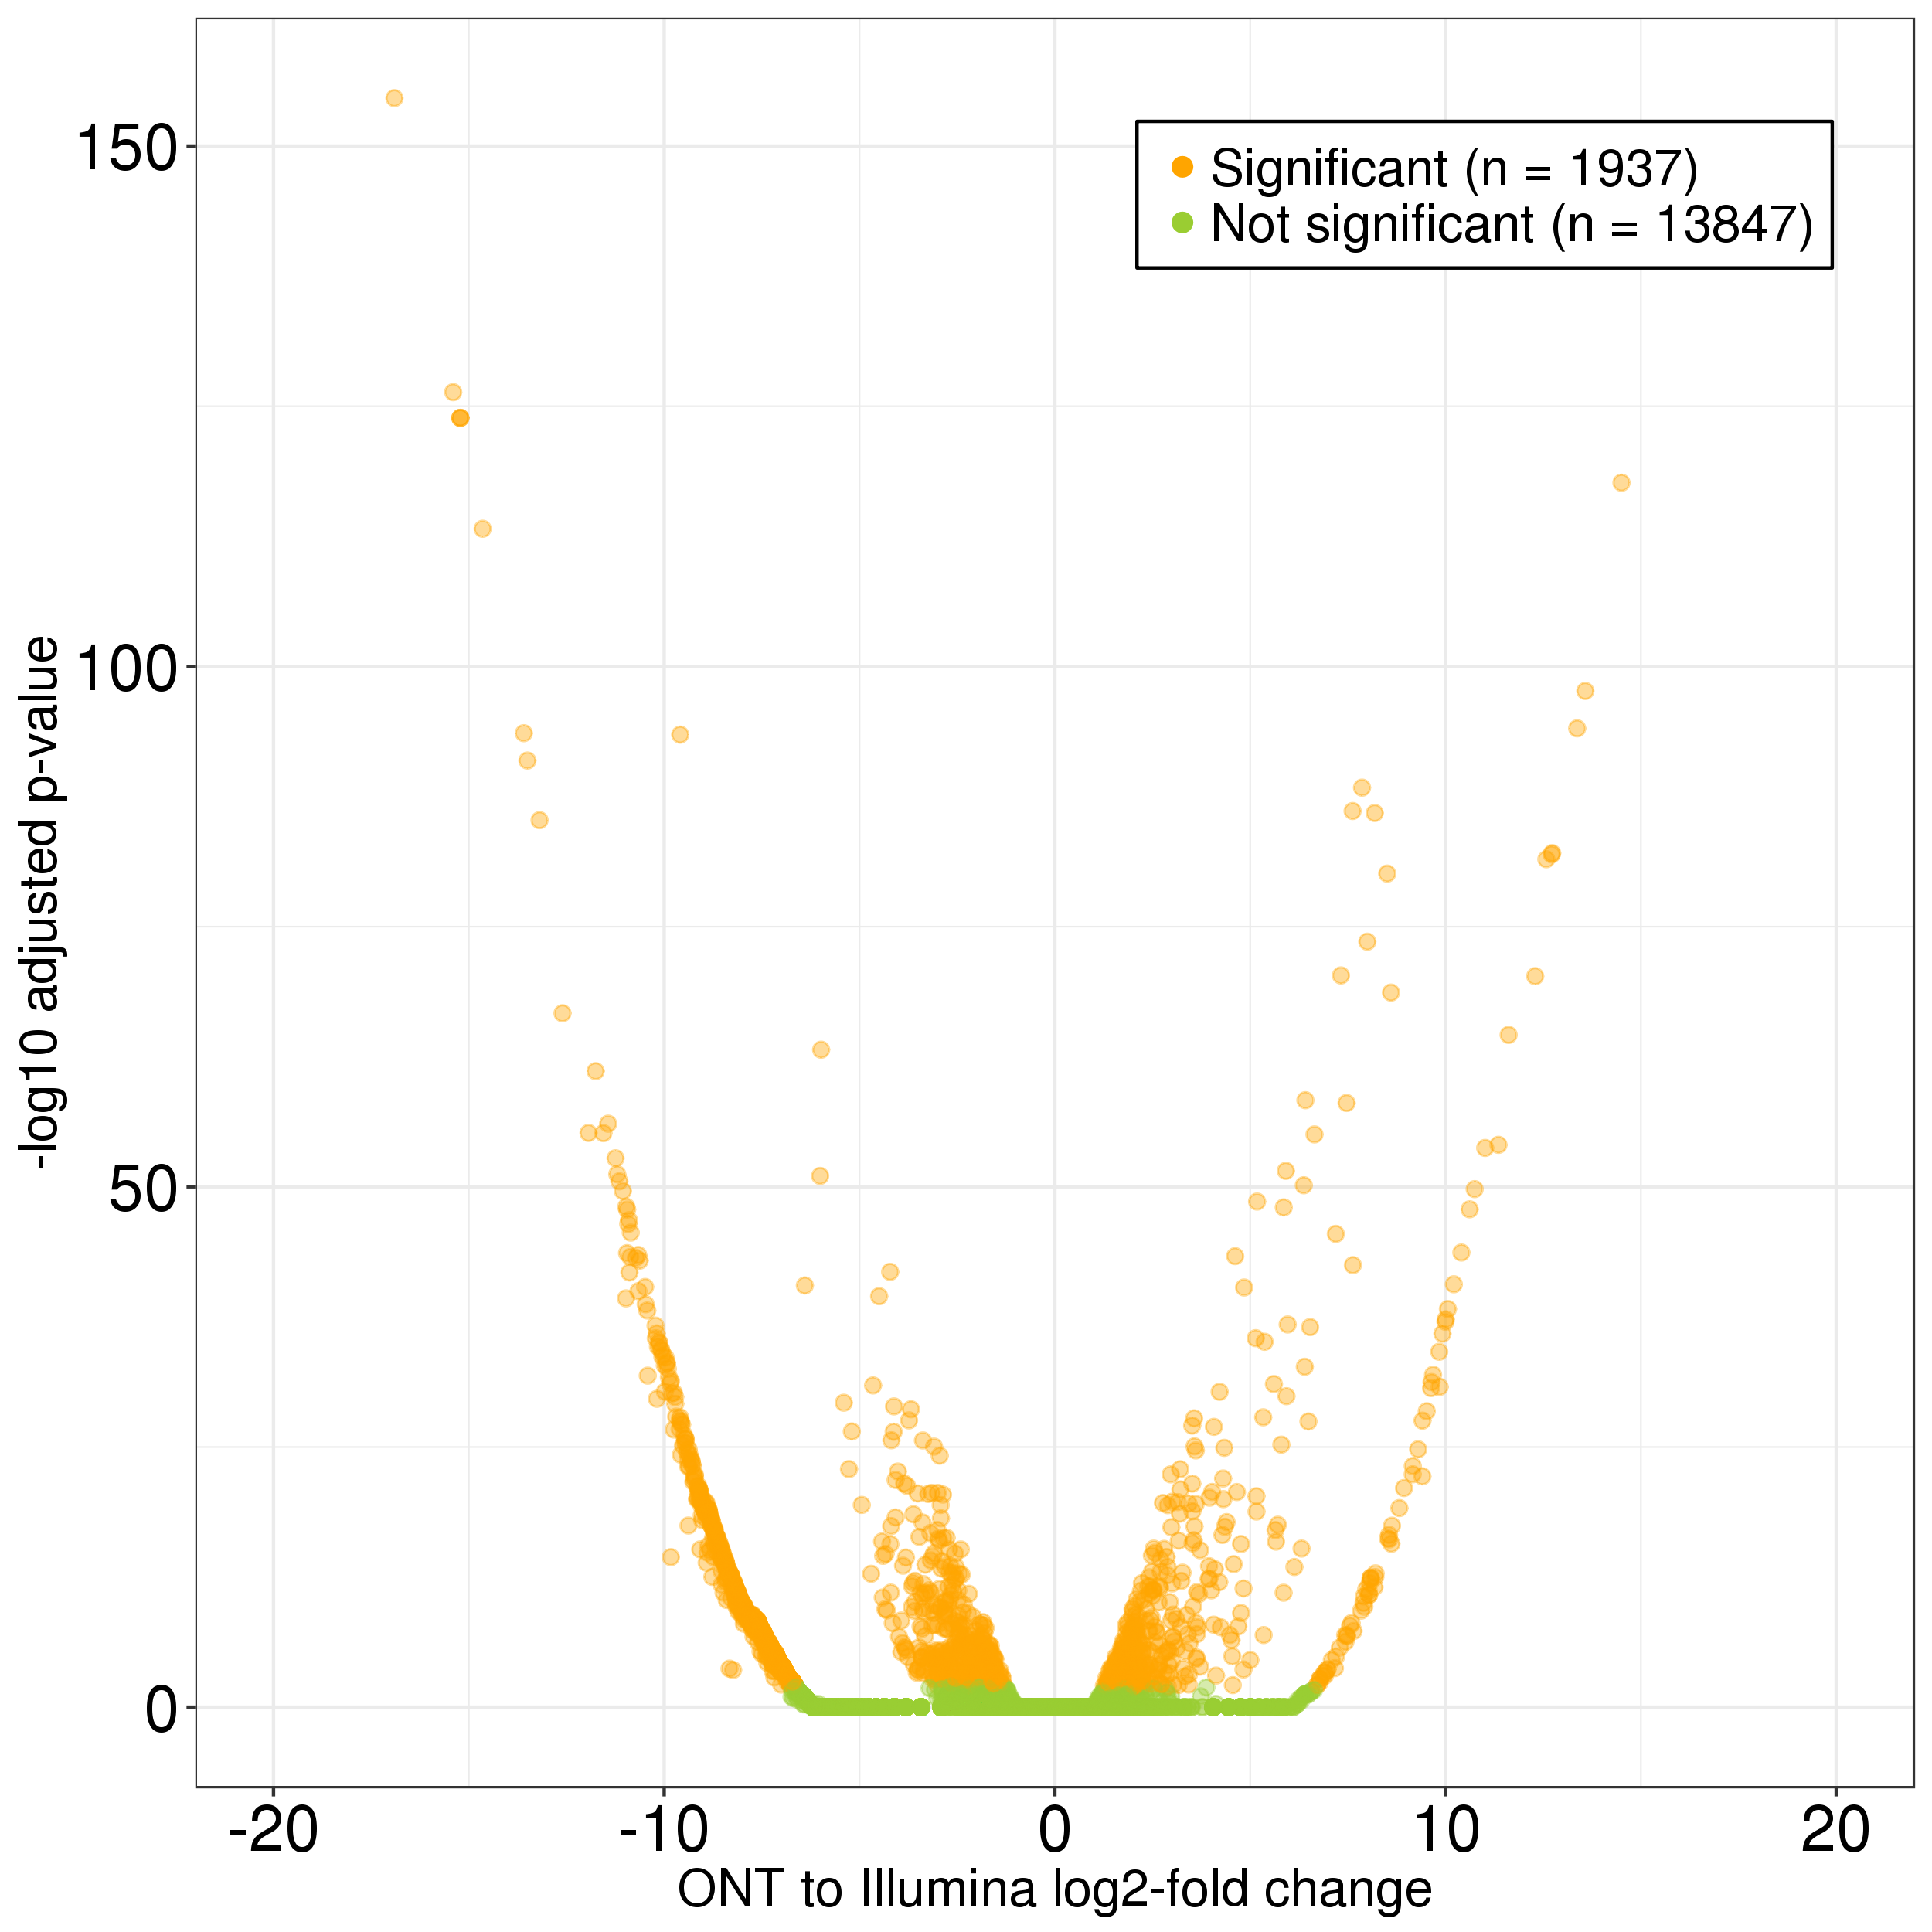 150
100
50
0
-log10 adjusted p-value
Significant (n = 1937)
Not significant (n = 13847)
-20
-10
0
10
20
ONT to Illumina log2-fold change